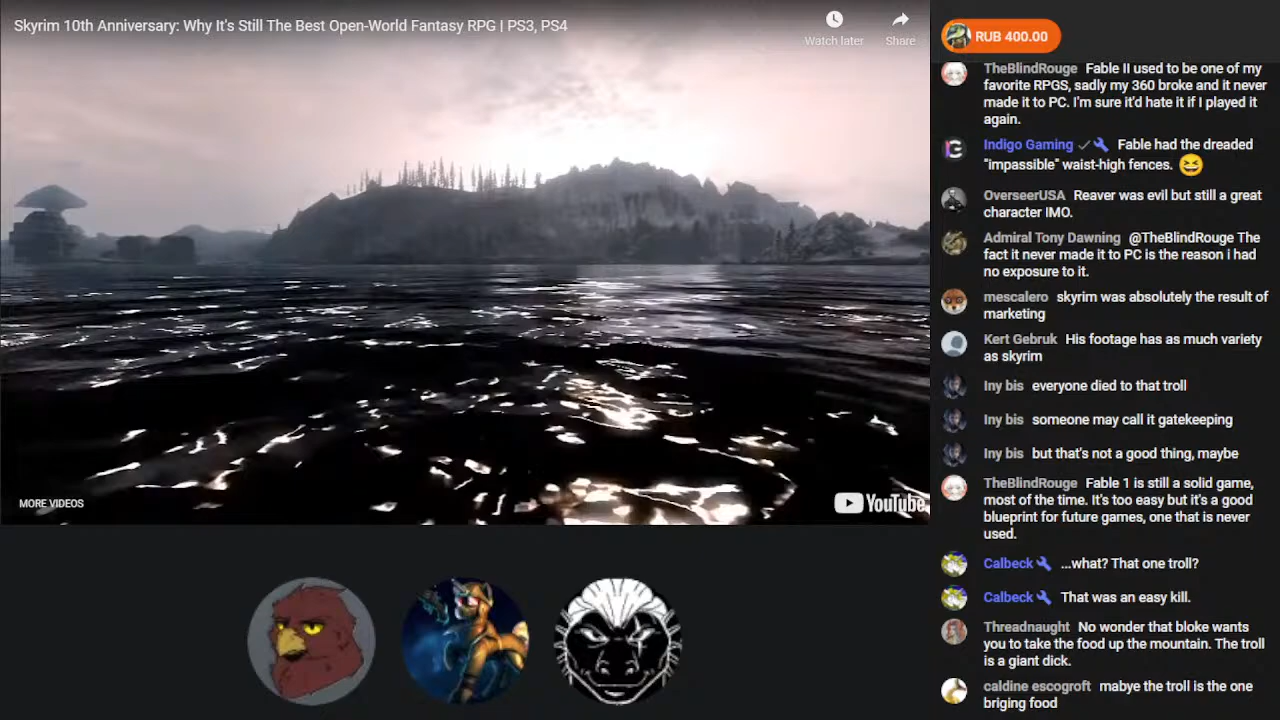 Skyrim 10th Anniversary: Why It's Still The Best Open-World Fantasy RPG | PS3, PS4
Watch later
Share
MORE VIDEOS
YouTube
RUB 400.00
TheBlindRouge Fable II used to be one of my
favorite RPGS, sadly my 360 broke and it never
made it to PC. I'm sure it'd hate it if I played it
again.
Indigo Gaming Fable had the dreaded
"impassible" waist-high fences.
OverseerUSA Reaver was evil but still a great
character IMO.
Admiral Tony Dawning @TheBlindRouge The
fact it never made it to PC is the reason i had
no exposure to it.
mescalero skyrim was absolutely the result of
marketing
Kert Gebruk His footage has as much variety
as skyrim
Iny bis everyone died to that troll
Iny bis someone may call it gatekeeping
Iny bis but that's not a good thing, maybe
TheBlindRouge Fable 1 is still a solid game,
most of the time. It's too easy but it's a good
blueprint for future games, one that is never
used.
Calbeck ...what? That one troll?
Calbeck That was an easy kill.
Threadnaught No wonder that bloke wants
you to take the food up the mountain. The troll
is a giant dick.
caldine escogroft mabye the troll is the one
briging food